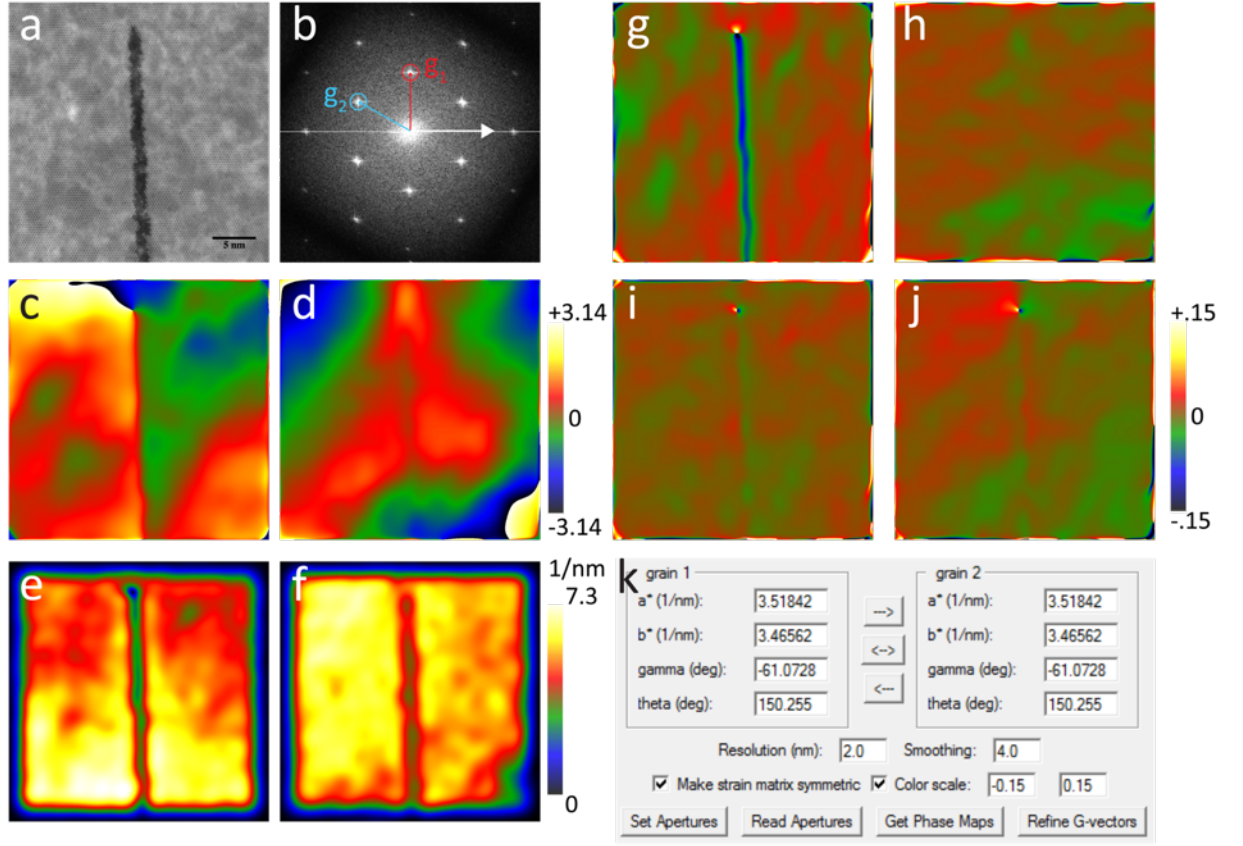 a
b
g
h
g1
g2
5 nm
c
d
+3.14
0
-3.14
i
j
+.15
0
-.15
e
f
1/nm
7.3
0
k
grain 1
grain 2
a* (1/nm): 3.51842 ---> a* (1/nm): 3.51842
b* (1/nm): 3.46562 <--> b* (1/nm): 3.46562
gamma (deg): -61.0728 <--- gamma (deg): -61.0728
theta (deg): 150.255 theta (deg): 150.255
Resolution (nm): 2.0 Smoothing: 4.0
Make strain matrix symmetric Color scale: -0.15 0.15
Set Apertures Read Apertures Get Phase Maps Refine G-vectors